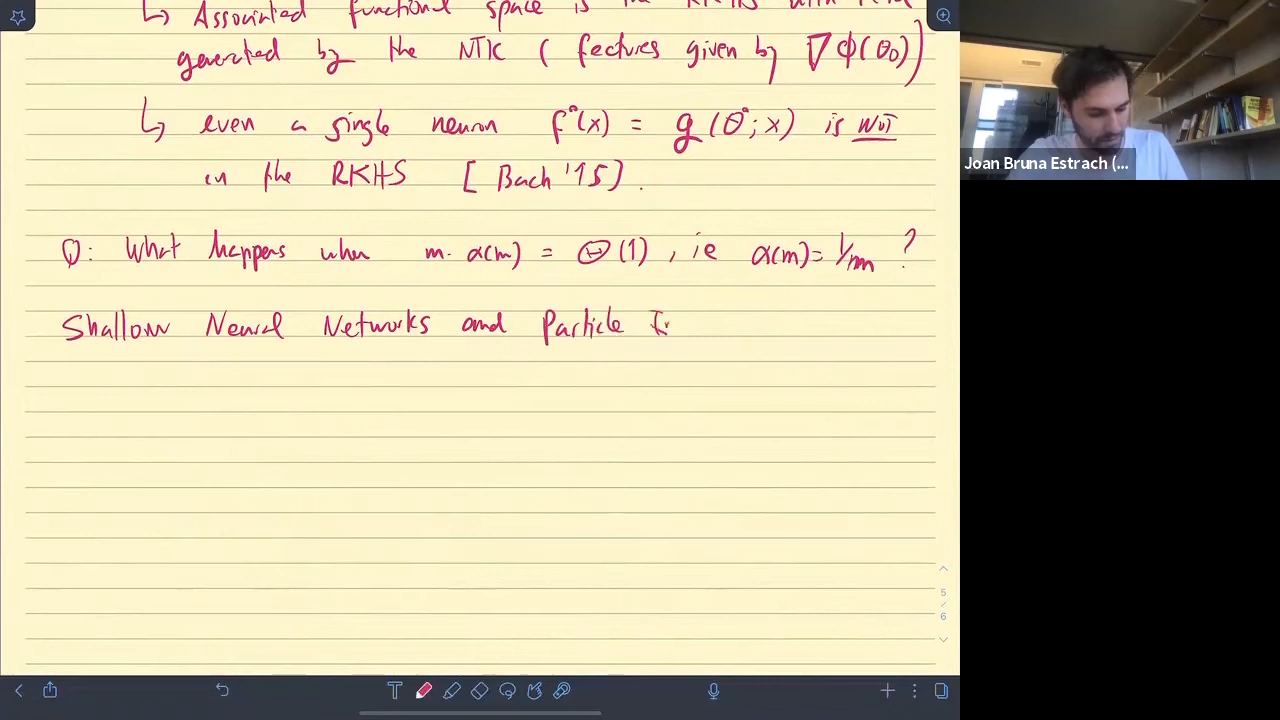 ↳ Associated functional space is the RKHS with
generated by the NTK ( features given by ∇ϕ(θ₀))
↳ even a single neuron f*(x) = g(θ*; x) is NOT
in the RKHS [ Bach '15] .
Q: What happens when m·α(m) = Θ(1) , ie α(m)= 1/m ?
Shallow Neural Networks and Particle
Joan Bruna Estrach (...
5
/
6
T